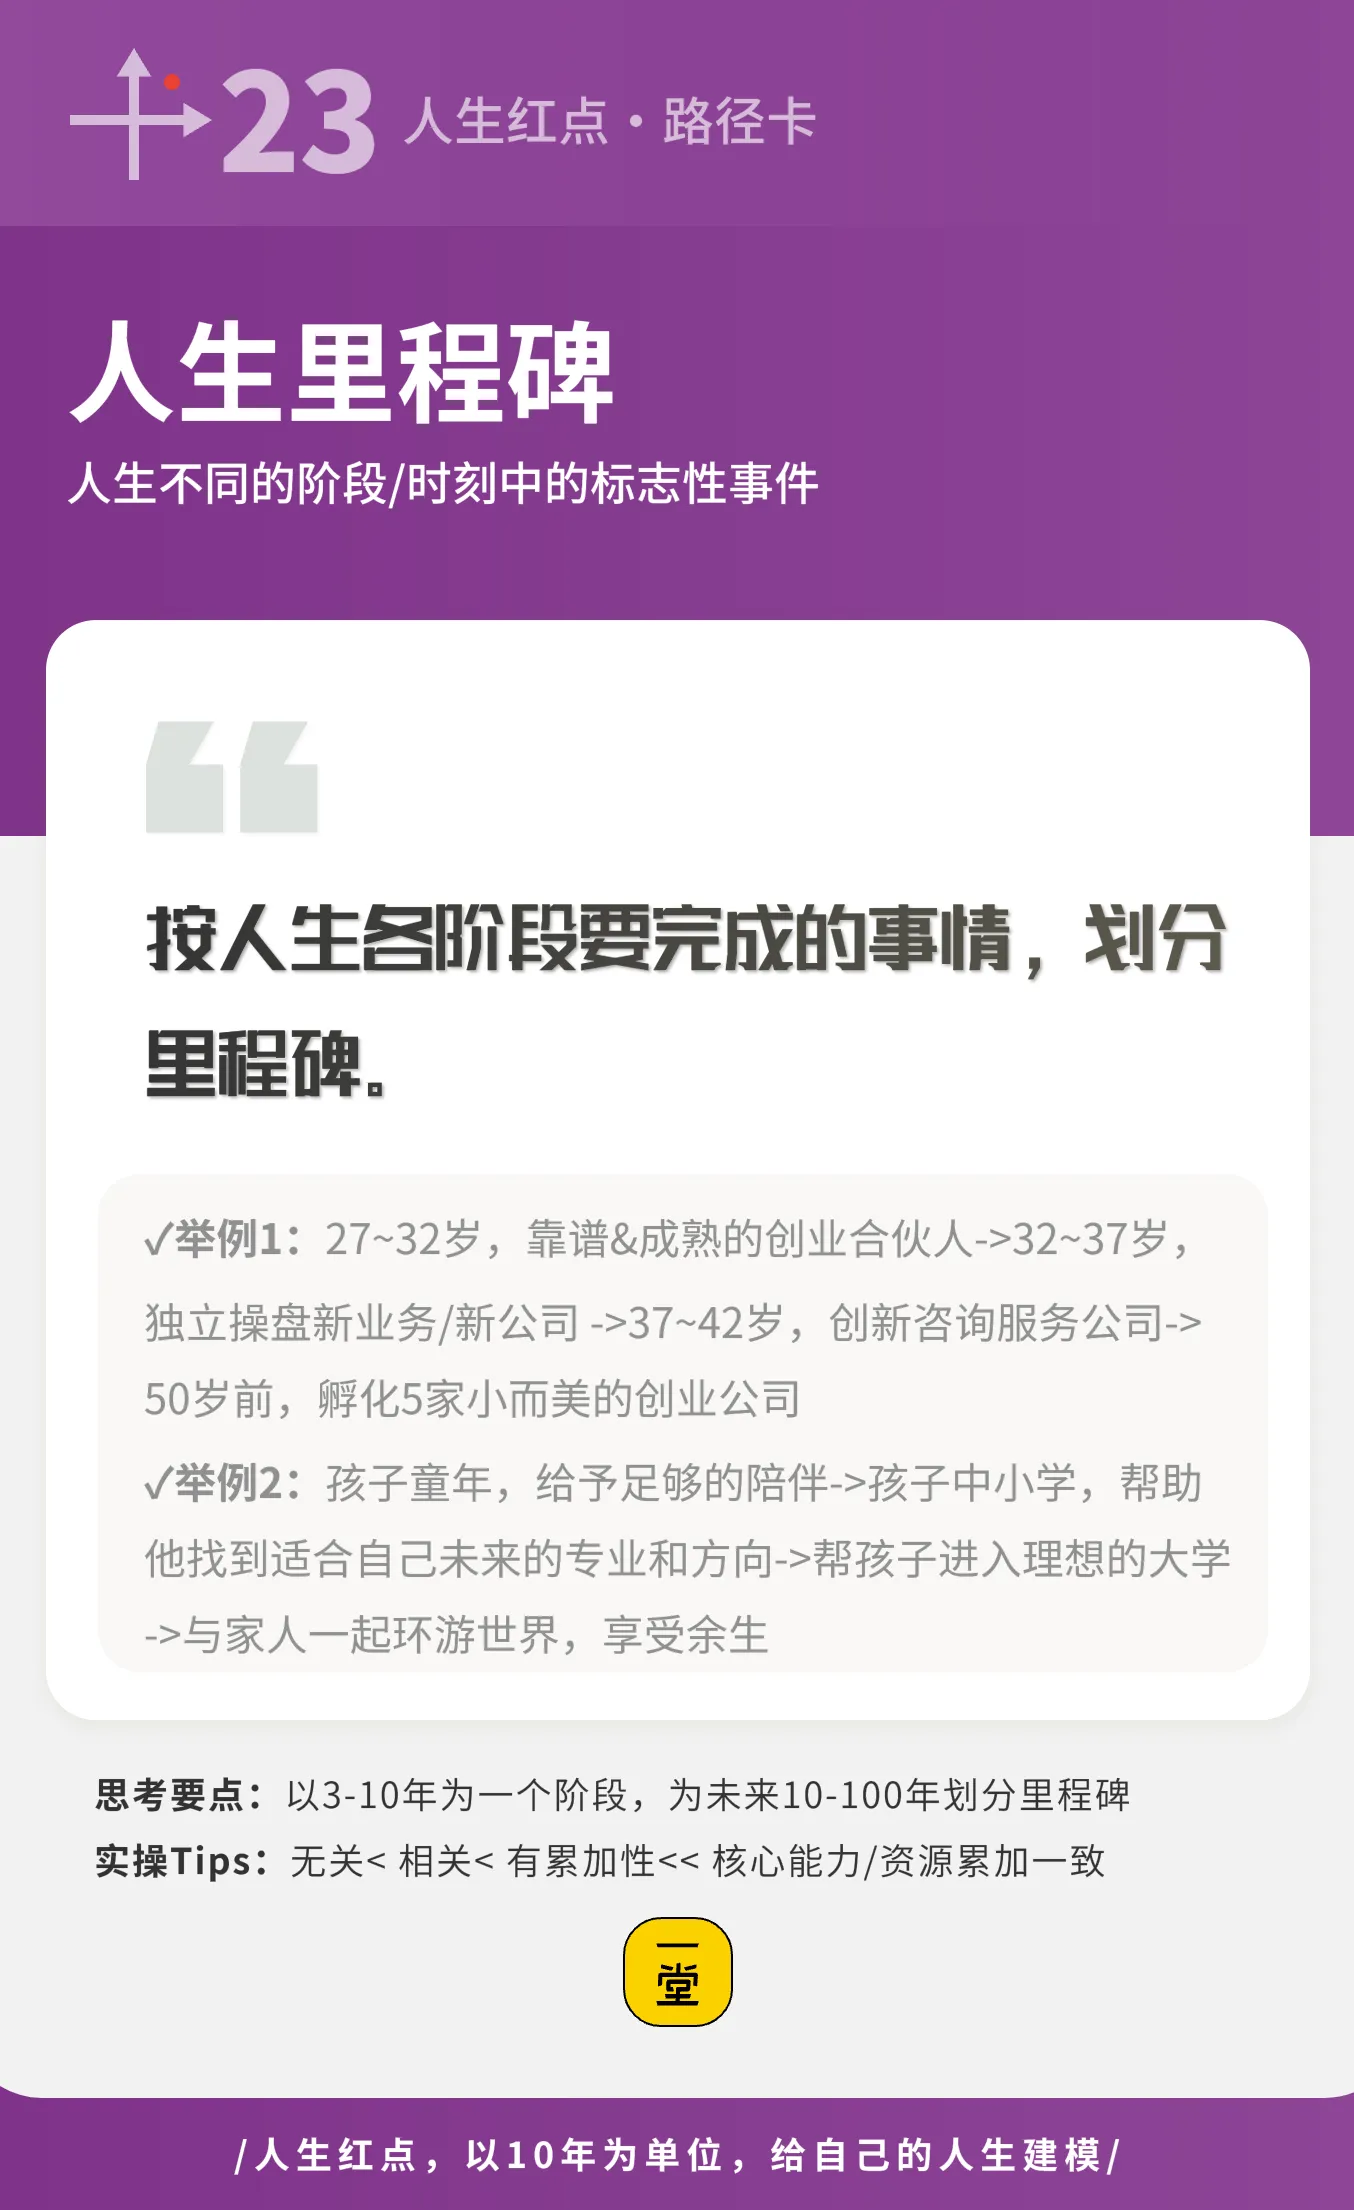 23 人生红点·路径卡
人生里程碑
人生不同的阶段/时刻中的标志性事件
按人生各阶段要完成的事情，划分
里程碑。
✓举例1：27~32岁，靠谱&成熟的创业合伙人->32~37岁，
独立操盘新业务/新公司 ->37~42岁，创新咨询服务公司->
50岁前，孵化5家小而美的创业公司
✓举例2：孩子童年，给予足够的陪伴->孩子中小学，帮助
他找到适合自己未来的专业和方向->帮孩子进入理想的大学
->与家人一起环游世界，享受余生
思考要点：以3-10年为一个阶段，为未来10-100年划分里程碑
实操Tips：无关< 相关< 有累加性<< 核心能力/资源累加一致
一
堂
/人生红点，以10年为单位，给自己的人生建模/